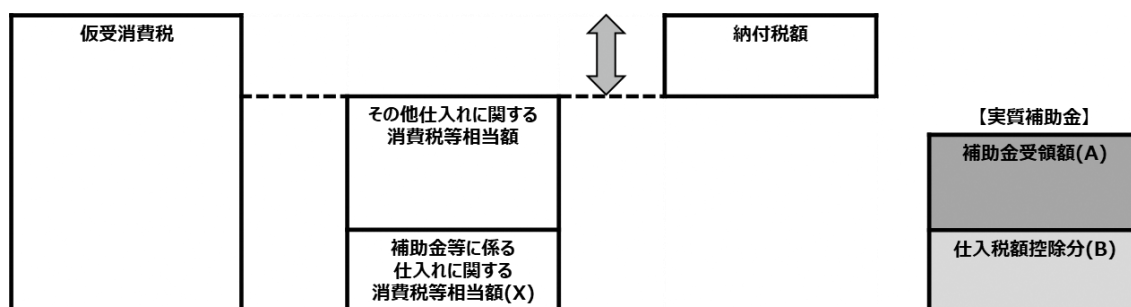 仮受消費税
納付税額
その他仕入れに関する
消費税等相当額
【実質補助金】
補助金受領額(A)
補助金等に係る
仕入れに関する
消費税等相当額(X)
仕入税額控除分(B)